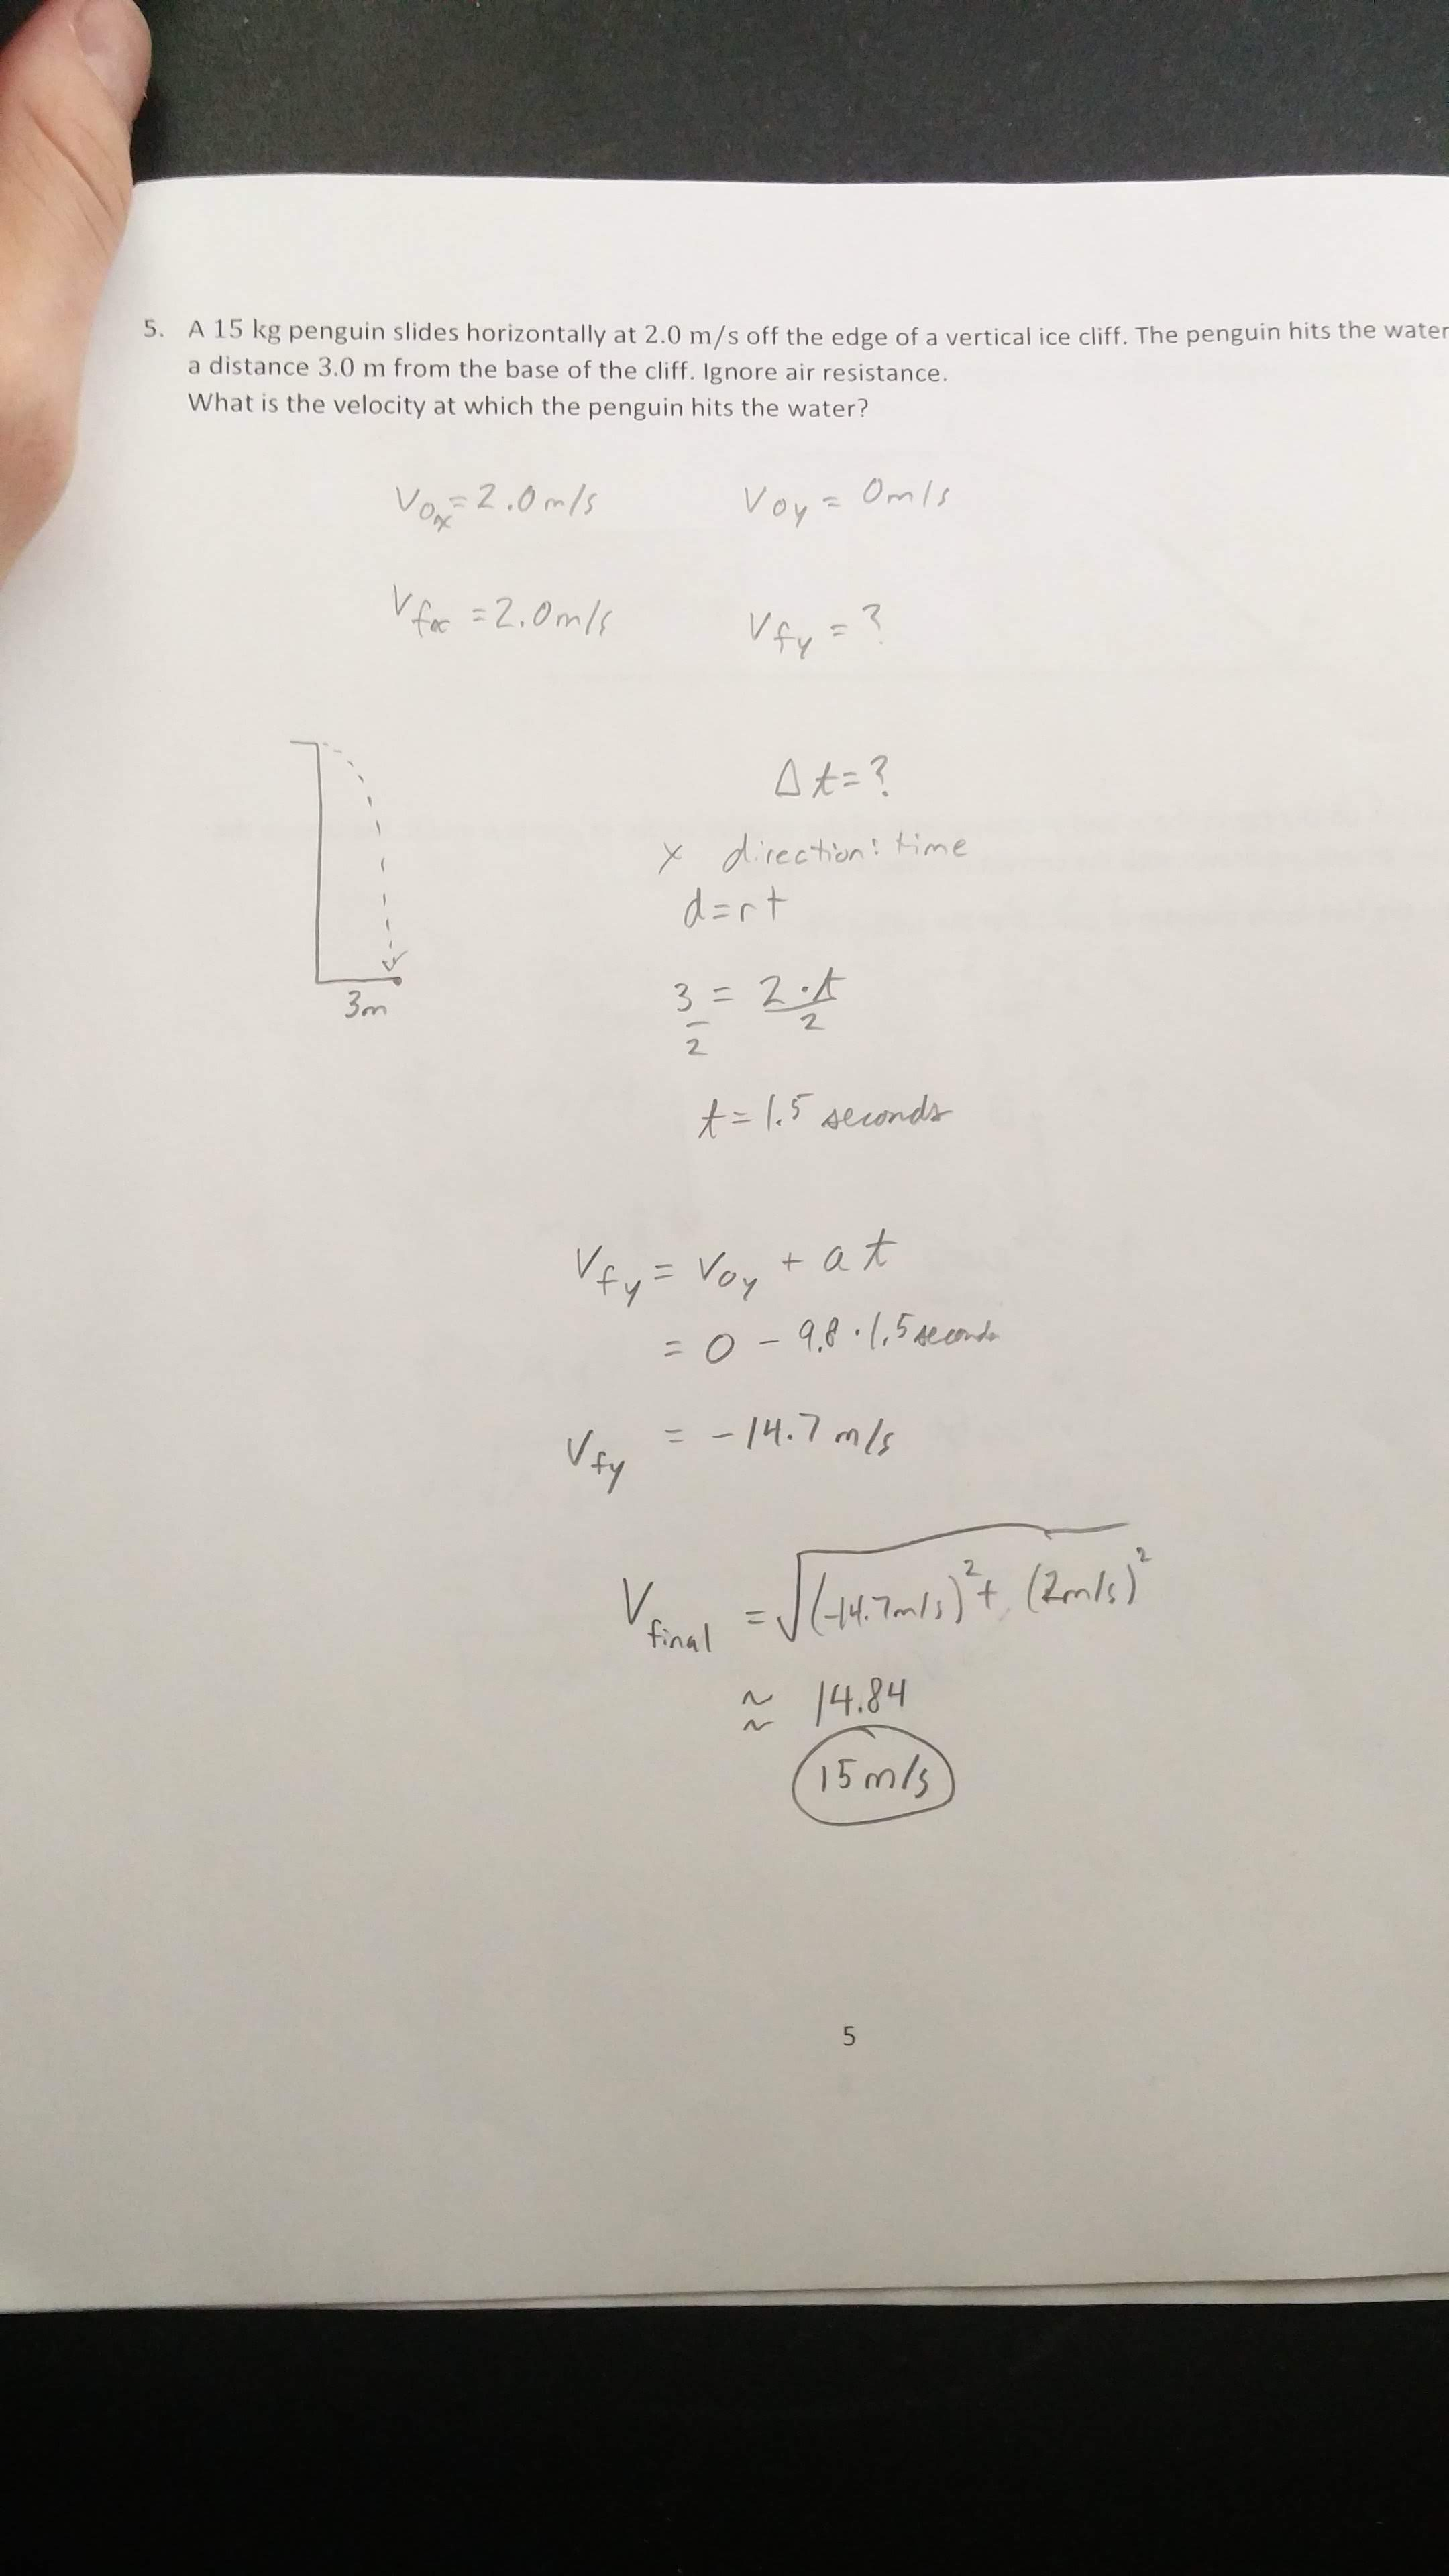 5. A 15 kg penguin slides horizontally at 2.0 m/s off the edge of a vertical ice cliff. The penguin hits the water
a distance 3.0 m from the base of the cliff. Ignore air resistance.
What is the velocity at which the penguin hits the water?
V₀ₓ = 2.0 m/s V₀y = 0 m/s
Vfx = 2.0 m/s Vfy = ?
Δt = ?
x direction: time
d = rt
3/2 = 2·t/2
3m
t = 1.5 seconds
Vfy = V₀y + at
= 0 − 9.8 · 1.5 seconds
Vfy = −14.7 m/s
Vfinal = √(−14.7 m/s)² + (2 m/s)²
≈ 14.84
15 m/s
5